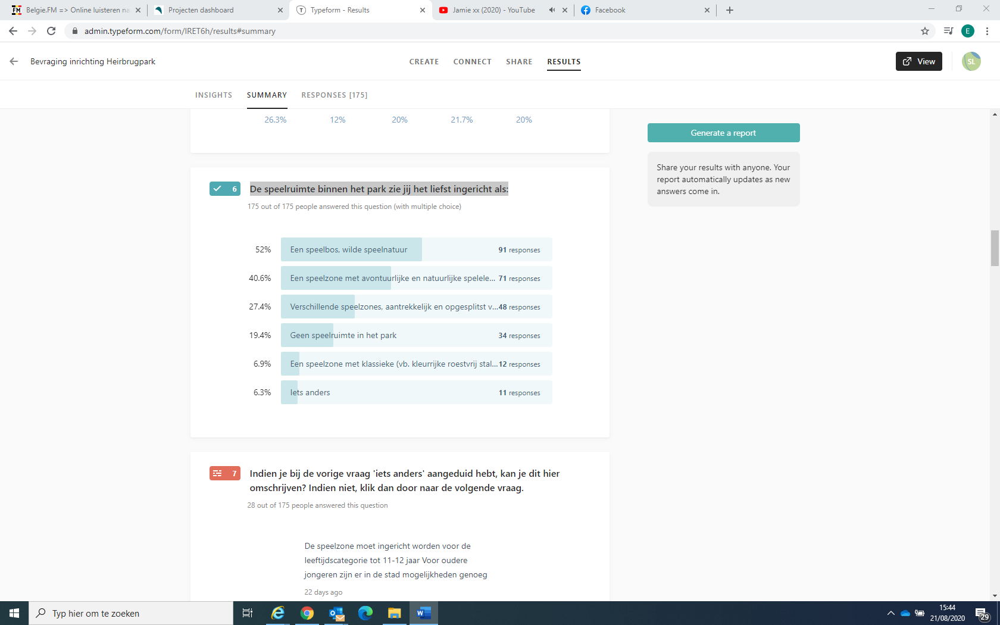 Belgie.FM => Online luisteren na
Projecten dashboard
Typeform - Results
Jamie xx (2020) - YouTube
Facebook
admin.typeform.com/form/IRET6h/results#summary
E
Bevraging inrichting Heirbrugpark
CREATE
CONNECT
SHARE
RESULTS
View
SL
INSIGHTS
SUMMARY
RESPONSES [175]
26.3% 12% 20% 21.7% 20%
Generate a report
Share your results with anyone. Your
report automatically updates as new
answers come in.
6 De speelruimte binnen het park zie jij het liefst ingericht als:
175 out of 175 people answered this question (with multiple choice)
52% Een speelbos, wilde speelnatuur 91 responses
40.6% Een speelzone met avontuurlijke en natuurlijke spelele... 71 responses
27.4% Verschillende speelzones, aantrekkelijk en opgesplitst v... 48 responses
19.4% Geen speelruimte in het park 34 responses
6.9% Een speelzone met klassieke (vb. kleurrijke roestvrij stal... 12 responses
6.3% Iets anders 11 responses
7 Indien je bij de vorige vraag 'iets anders' aangeduid hebt, kan je dit hier
omschrijven? Indien niet, klik dan door naar de volgende vraag.
28 out of 175 people answered this question
De speelzone moet ingericht worden voor de
leeftijdscategorie tot 11-12 jaar Voor oudere
jongeren zijn er in de stad mogelijkheden genoeg
22 days ago
Typ hier om te zoeken
15:44
21/08/2020
29